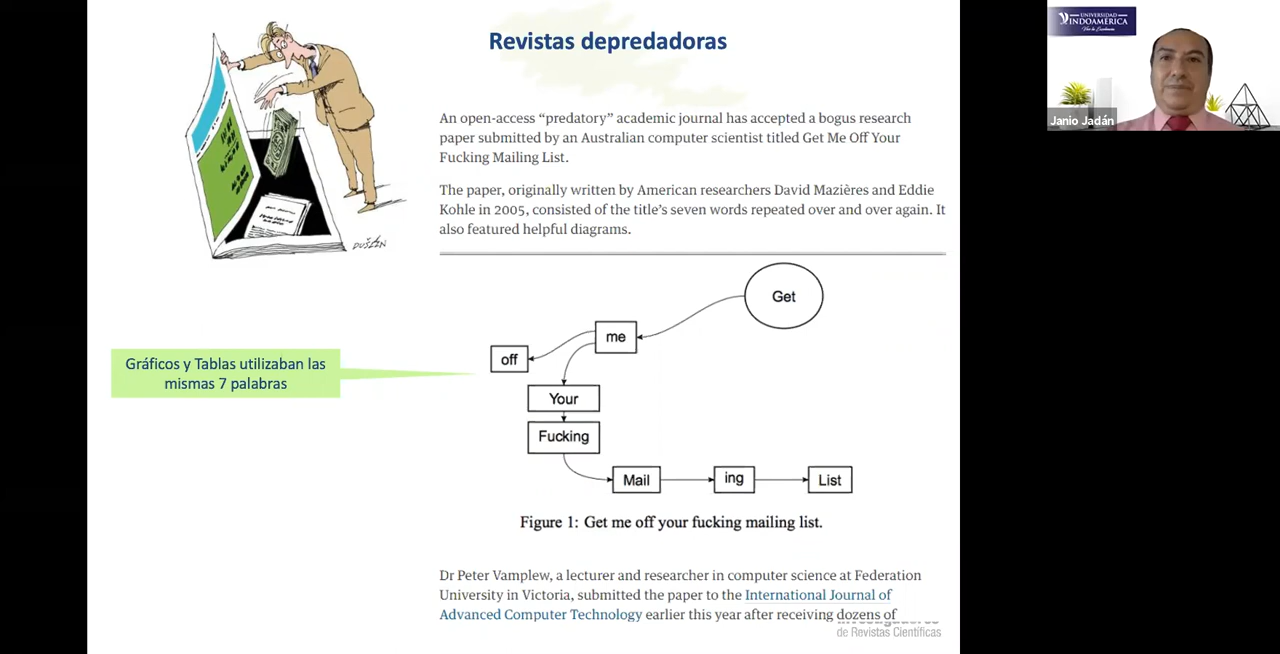 Revistas depredadoras
An open-access “predatory” academic journal has accepted a bogus research
paper submitted by an Australian computer scientist titled Get Me Off Your
Fucking Mailing List.
The paper, originally written by American researchers David Mazières and Eddie
Kohle in 2005, consisted of the title’s seven words repeated over and over again. It
also featured helpful diagrams.
DUŠAN
Get
me
off
Your
Fucking
Mail
ing
List
Gráficos y Tablas utilizaban las
mismas 7 palabras
Figure 1: Get me off your fucking mailing list.
Dr Peter Vamplew, a lecturer and researcher in computer science at Federation
University in Victoria, submitted the paper to the International Journal of
Advanced Computer Technology earlier this year after receiving dozens of
de Revistas Científicas
UNIVERSIDAD
INDOAMÉRICA
Janio Jadán